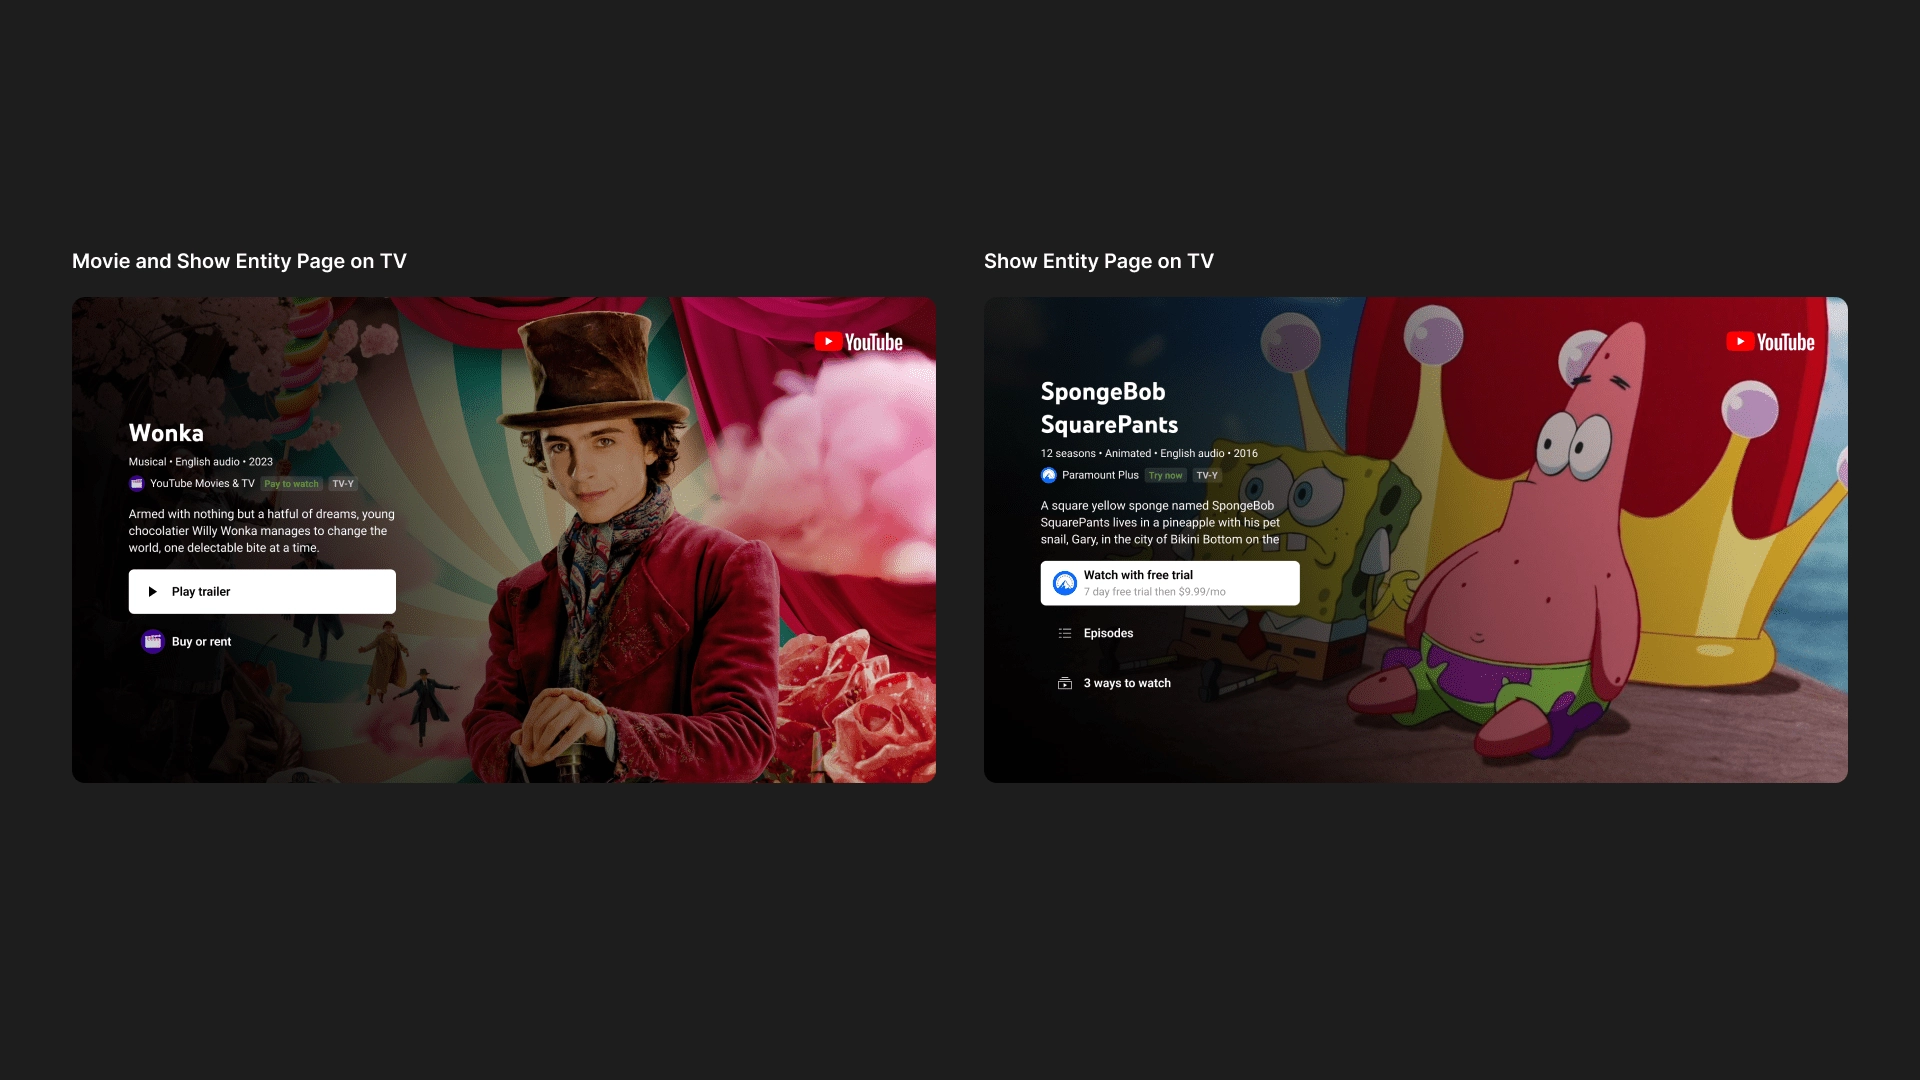 Movie and Show Entity Page on TV
YouTube
Wonka
Musical • English audio • 2023
YouTube Movies & TV Pay to watch TV-Y
Armed with nothing but a hatful of dreams, young
chocolatier Willy Wonka manages to change the
world, one delectable bite at a time.
Play trailer
Buy or rent
Show Entity Page on TV
YouTube
SpongeBob
SquarePants
12 seasons • Animated • English audio • 2016
Paramount Plus Try now TV-Y
A square yellow sponge named SpongeBob
SquarePants lives in a pineapple with his pet
snail, Gary, in the city of Bikini Bottom on the
Watch with free trial
7 day free trial then $9.99/mo
Episodes
3 ways to watch